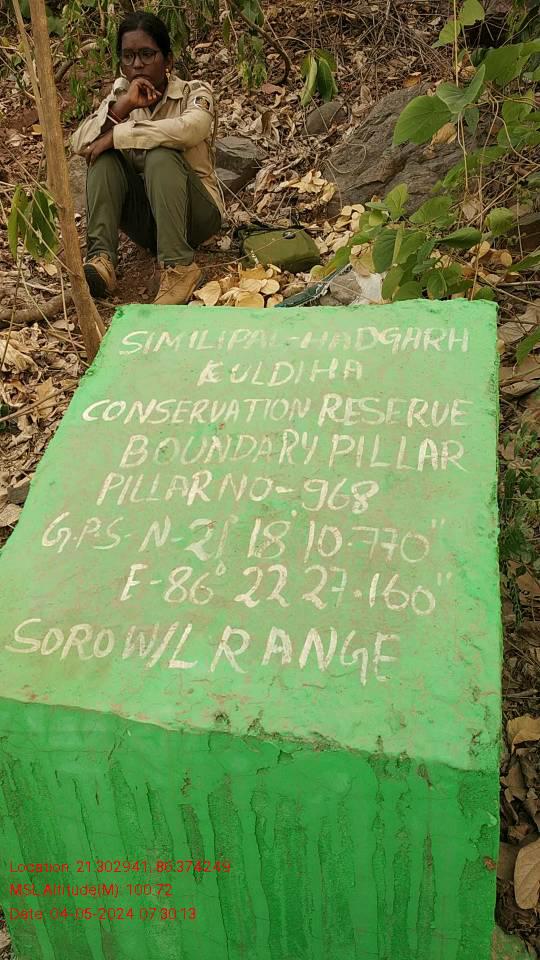 SIMILIPAL-HADGARH
KULDIHA
CONSERVATION RESERVE
BOUNDARY PILLAR
PILLAR NO-968
G.P.S-N-21° 18' 10.770"
E-86° 22 27.160"
SORO W/L RANGE
Location: 21.302941,86.374249
MSL Altitude(M): 100.72
Date: 04-05-2024 07:30:13